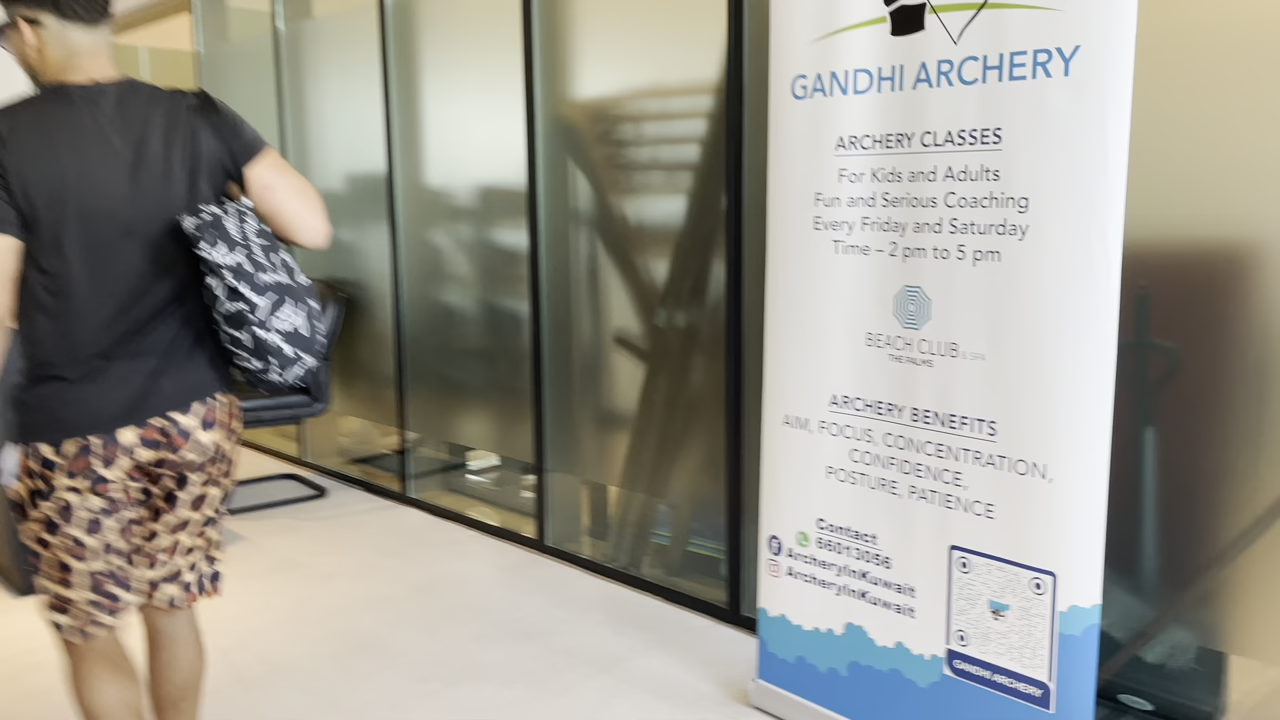 GANDHI ARCHERY
ARCHERY CLASSES
For Kids and Adults
Fun and Serious Coaching
Every Friday and Saturday
Time – 2 pm to 5 pm
BEACH CLUB & SPA
THE PALMS
ARCHERY BENEFITS
AIM, FOCUS, CONCENTRATION,
CONFIDENCE,
POSTURE, PATIENCE
Contact
66013056
ArcheryInKuwait
ArcheryInKuwait
GANDHI ARCHERY